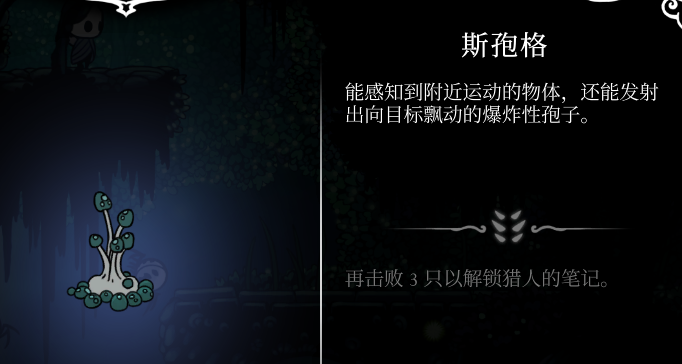 斯孢格
能感知到附近运动的物体，还能发射
出向目标飘动的爆炸性孢子。
再击败 3 只以解锁猎人的笔记。